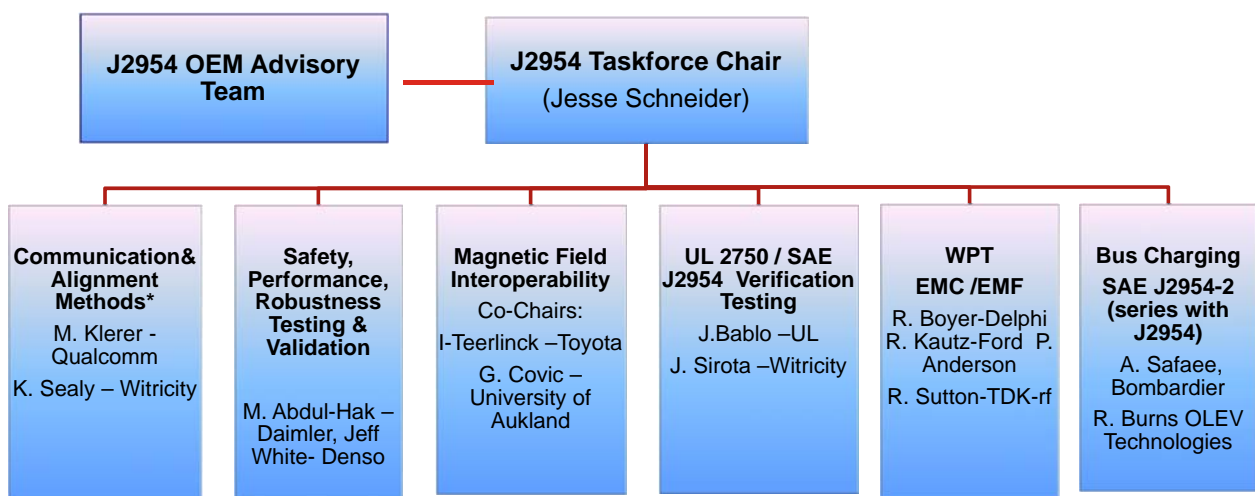 J2954 OEM Advisory
Team
J2954 Taskforce Chair
(Jesse Schneider)
Communication&
Alignment
Methods*
M. Klerer -
Qualcomm
K. Sealy – Witricity
Safety,
Performance,
Robustness
Testing &
Validation
M. Abdul-Hak –
Daimler, Jeff
White- Denso
Magnetic Field
Interoperability
Co-Chairs:
I-Teerlinck –Toyota
G. Covic –
University of
Aukland
UL 2750 / SAE
J2954 Verification
Testing
J.Bablo –UL
J. Sirota –Witricity
WPT
EMC /EMF
R. Boyer-Delphi
R. Kautz-Ford P.
Anderson
R. Sutton-TDK-rf
Bus Charging
SAE J2954-2
(series with
J2954)
A. Safaee,
Bombardier
R. Burns OLEV
Technologies